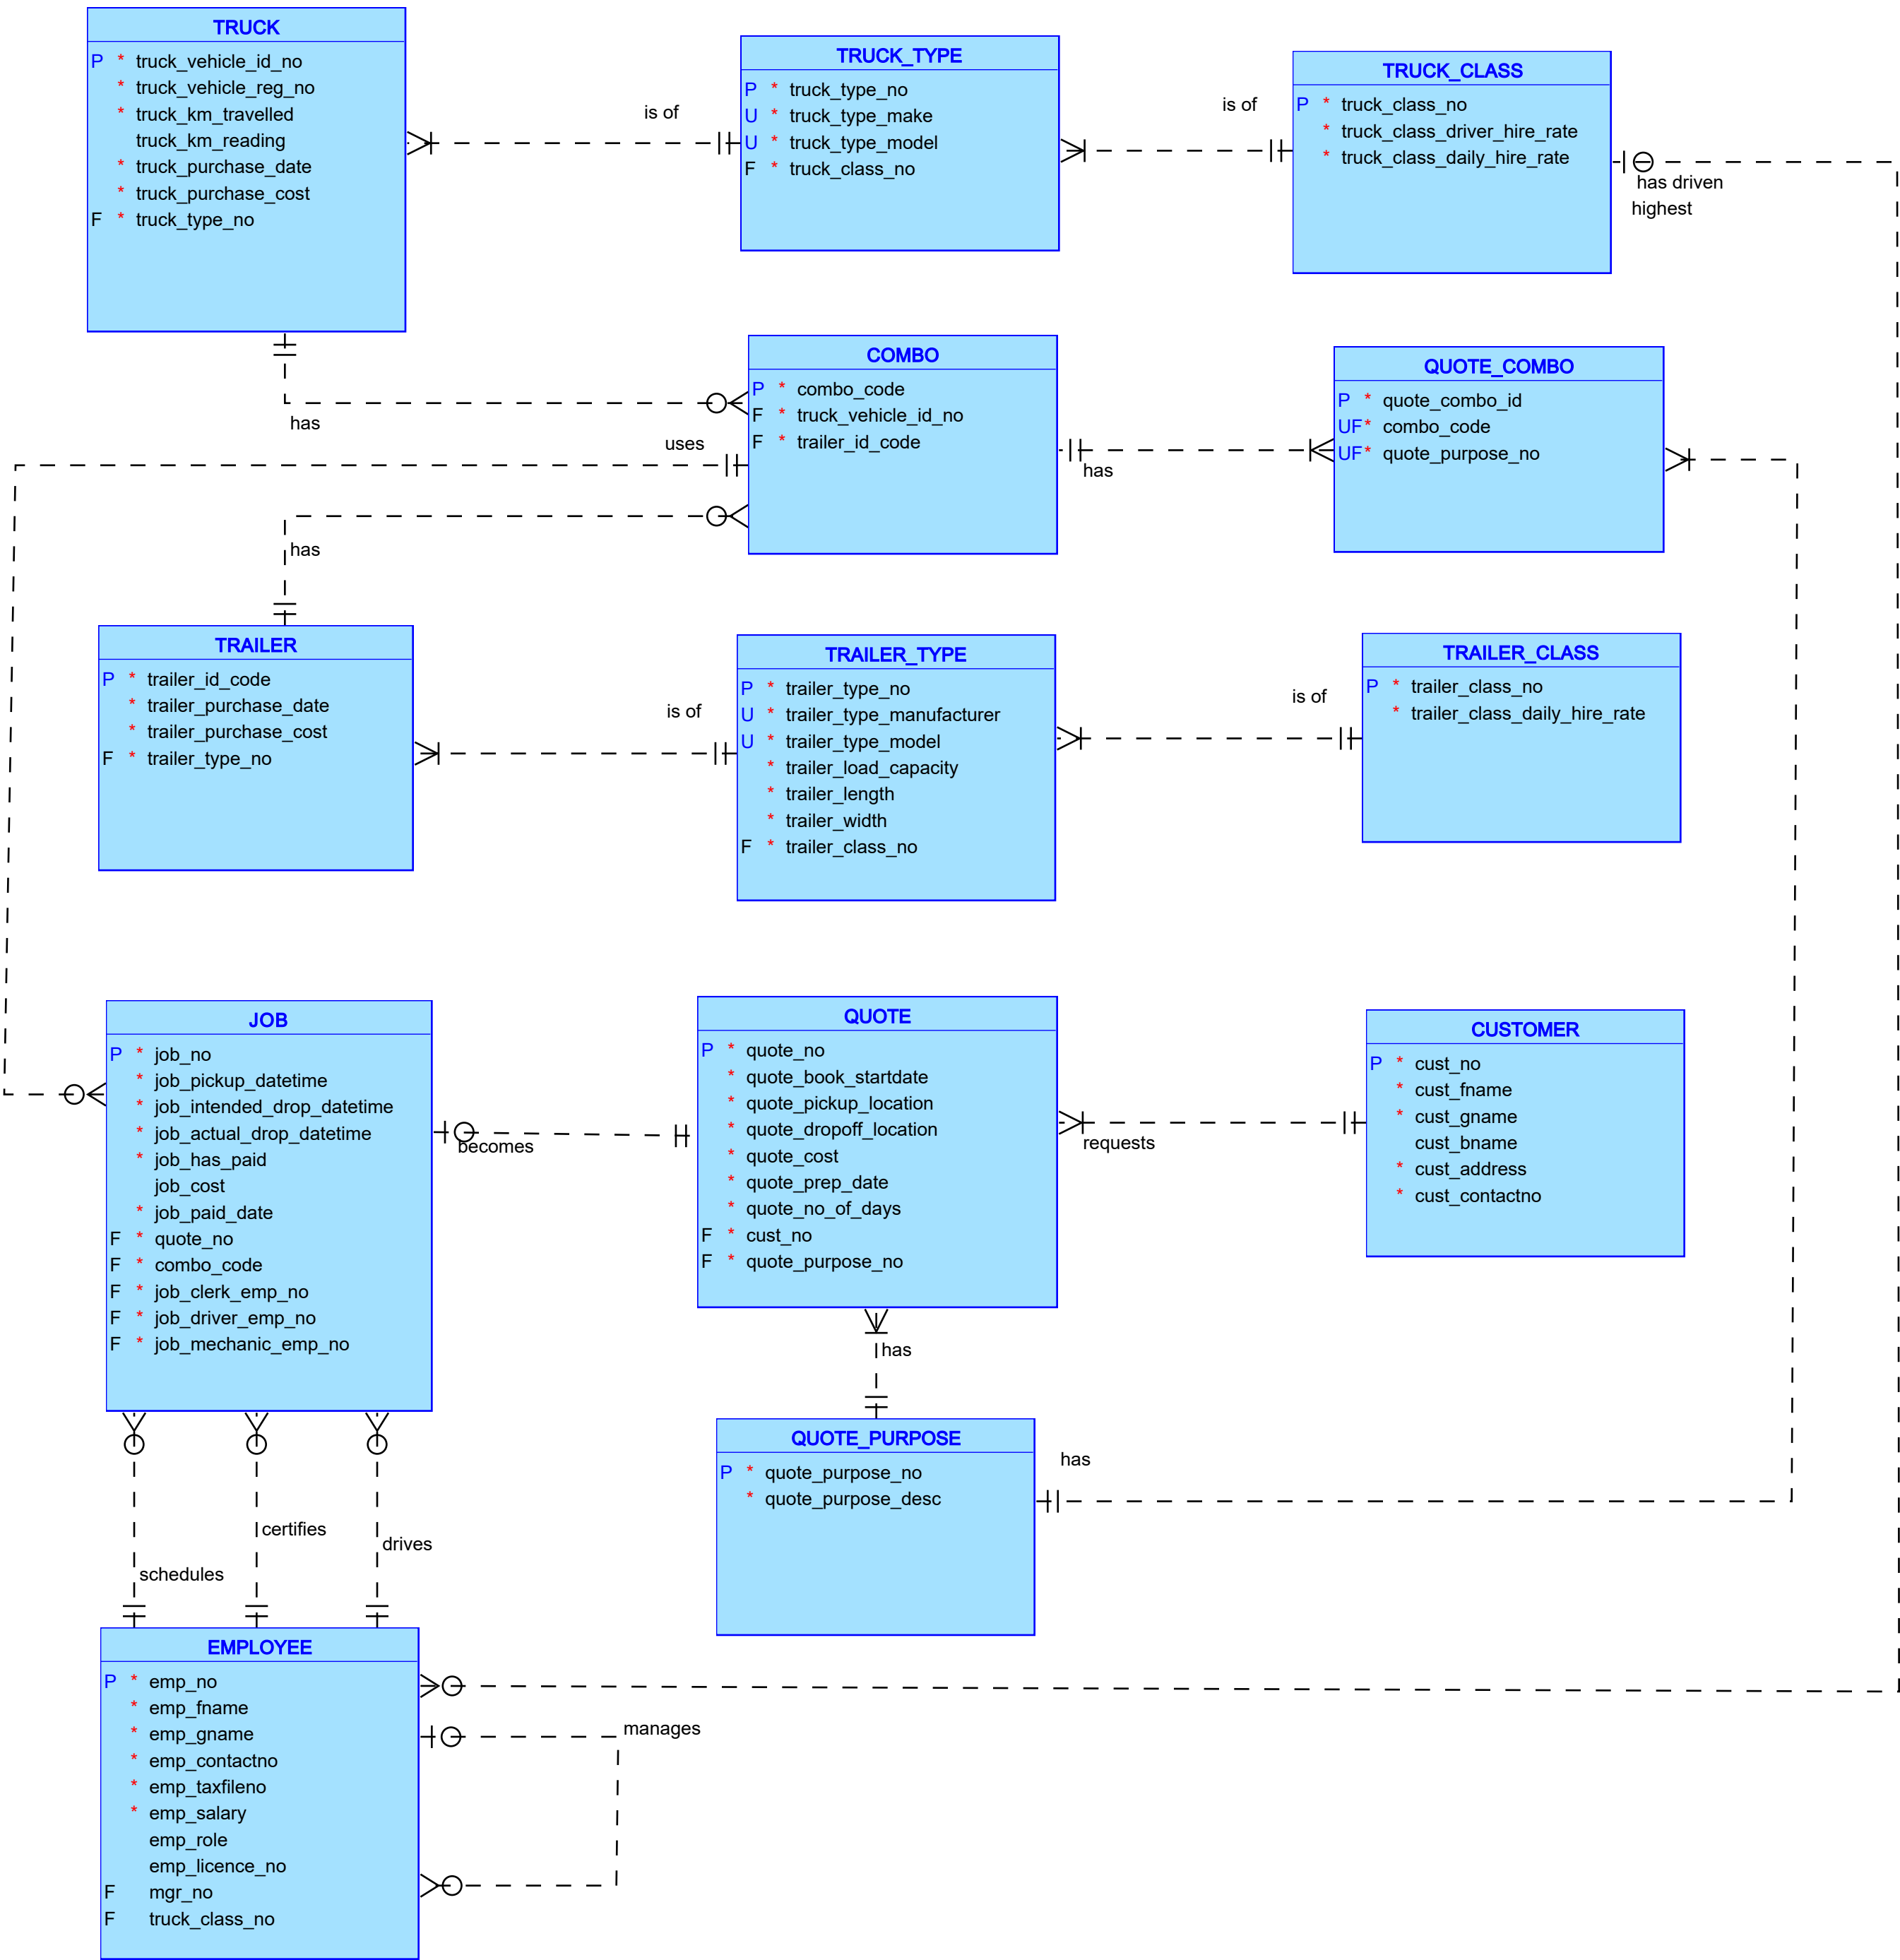 TRUCK
P * truck_vehicle_id_no
* truck_vehicle_reg_no
* truck_km_travelled
truck_km_reading
* truck_purchase_date
* truck_purchase_cost
F * truck_type_no
is of
TRUCK_TYPE
P * truck_type_no
U * truck_type_make
U * truck_type_model
F * truck_class_no
is of
TRUCK_CLASS
P * truck_class_no
* truck_class_driver_hire_rate
* truck_class_daily_hire_rate
has driven
highest
has
uses
has
COMBO
P * combo_code
F * truck_vehicle_id_no
F * trailer_id_code
has
QUOTE_COMBO
P * quote_combo_id
UF* combo_code
UF* quote_purpose_no
TRAILER
P * trailer_id_code
* trailer_purchase_date
* trailer_purchase_cost
F * trailer_type_no
is of
TRAILER_TYPE
P * trailer_type_no
U * trailer_type_manufacturer
U * trailer_type_model
* trailer_load_capacity
* trailer_length
* trailer_width
F * trailer_class_no
is of
TRAILER_CLASS
P * trailer_class_no
* trailer_class_daily_hire_rate
JOB
P * job_no
* job_pickup_datetime
* job_intended_drop_datetime
* job_actual_drop_datetime
* job_has_paid
job_cost
* job_paid_date
F * quote_no
F * combo_code
F * job_clerk_emp_no
F * job_driver_emp_no
F * job_mechanic_emp_no
becomes
QUOTE
P * quote_no
* quote_book_startdate
* quote_pickup_location
* quote_dropoff_location
* quote_cost
* quote_prep_date
* quote_no_of_days
F * cust_no
F * quote_purpose_no
requests
CUSTOMER
P * cust_no
* cust_fname
* cust_gname
cust_bname
* cust_address
* cust_contactno
has
QUOTE_PURPOSE
P * quote_purpose_no
* quote_purpose_desc
has
schedules
certifies
drives
EMPLOYEE
P * emp_no
* emp_fname
* emp_gname
* emp_contactno
* emp_taxfileno
* emp_salary
emp_role
emp_licence_no
F mgr_no
F truck_class_no
manages